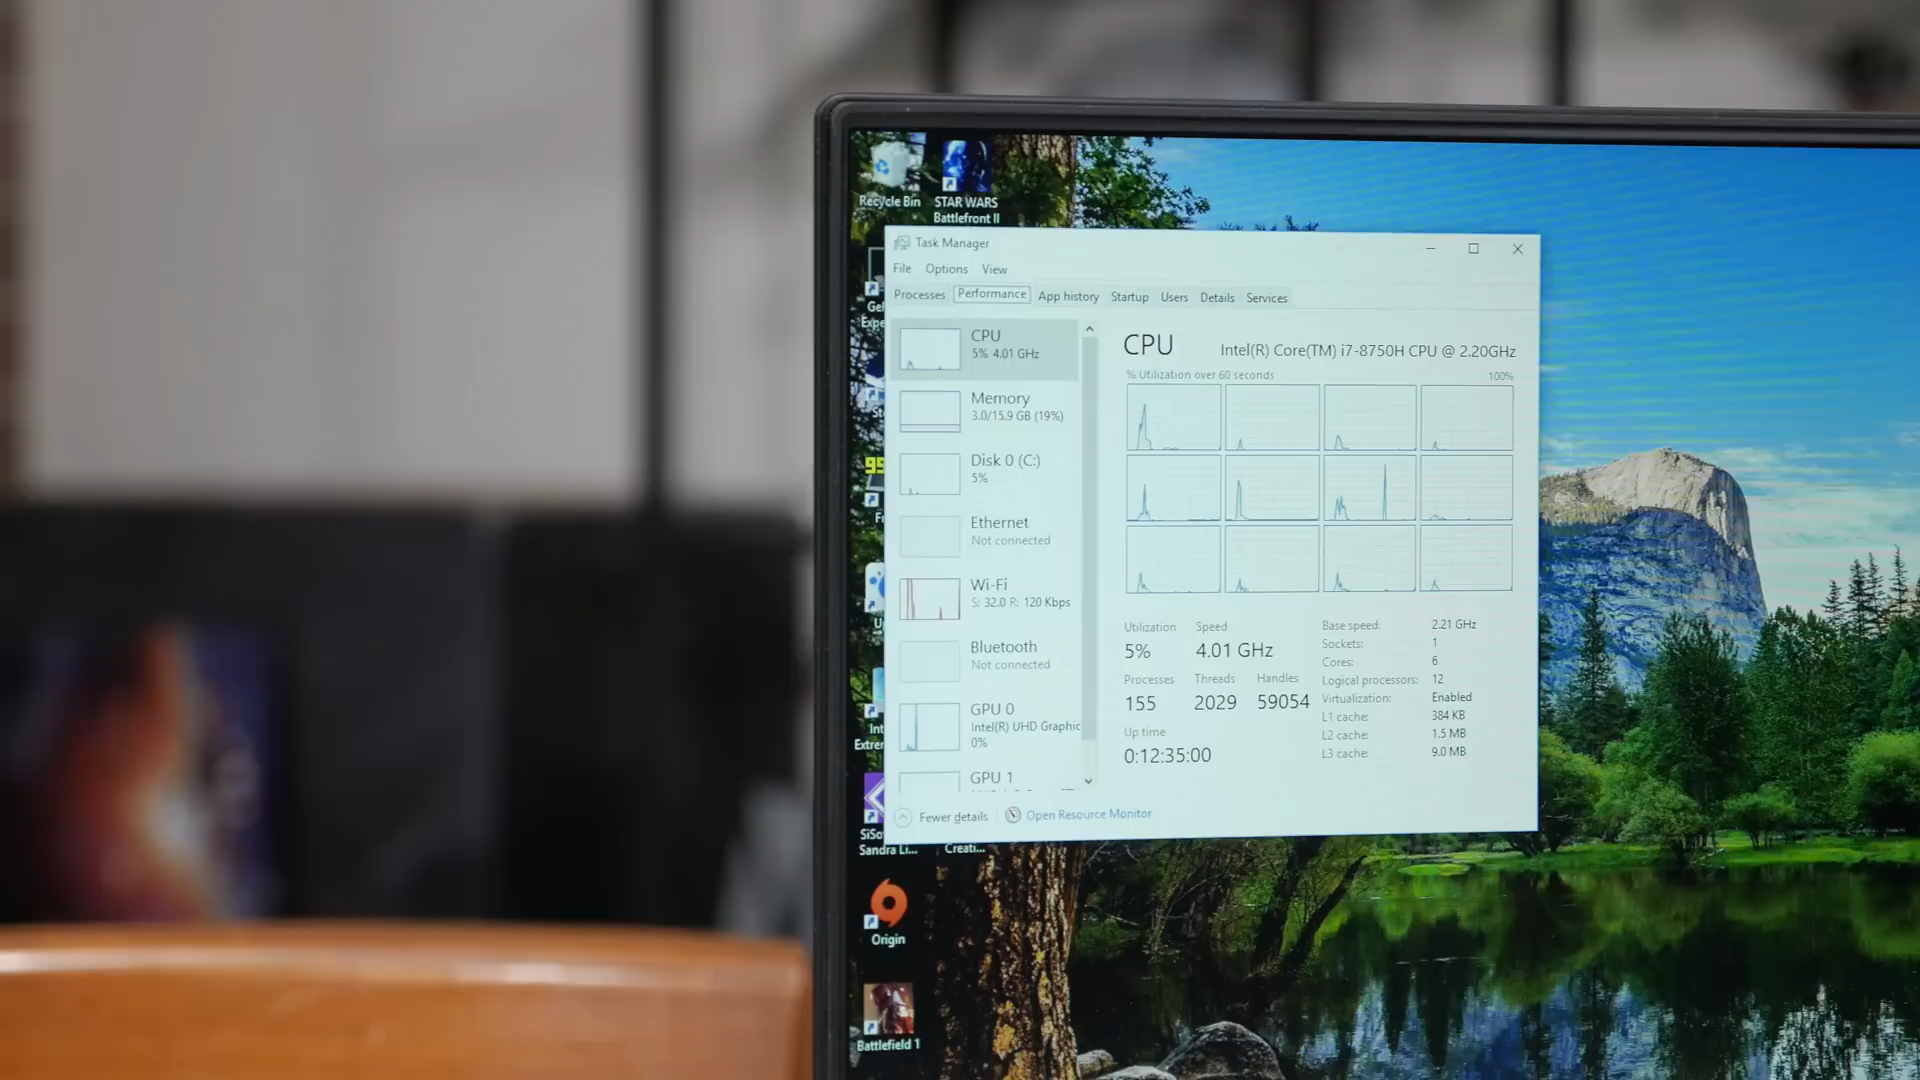 Recycle Bin
STAR WARS
Battlefront II
Task Manager
File Options View
Processes Performance App history Startup Users Details Services
CPU
5% 4.01 GHz
Memory
3.0/15.9 GB (19%)
Disk 0 (C:)
5%
Ethernet
Not connected
Wi-Fi
S: 32.0 R: 120 Kbps
Bluetooth
Not connected
GPU 0
Intel(R) UHD Graphic
0%
GPU 1
CPU
Intel(R) Core(TM) i7-8750H CPU @ 2.20GHz
% Utilization over 60 seconds
100%
Utilization Speed
5% 4.01 GHz
Processes Threads Handles
155 2029 59054
Up time
0:12:35:00
Base speed: 2.21 GHz
Sockets: 1
Cores: 6
Logical processors: 12
Virtualization: Enabled
L1 cache: 384 KB
L2 cache: 1.5 MB
L3 cache: 9.0 MB
Fewer details
Open Resource Monitor
Sandra Li...
Creati...
Origin
Battlefield 1